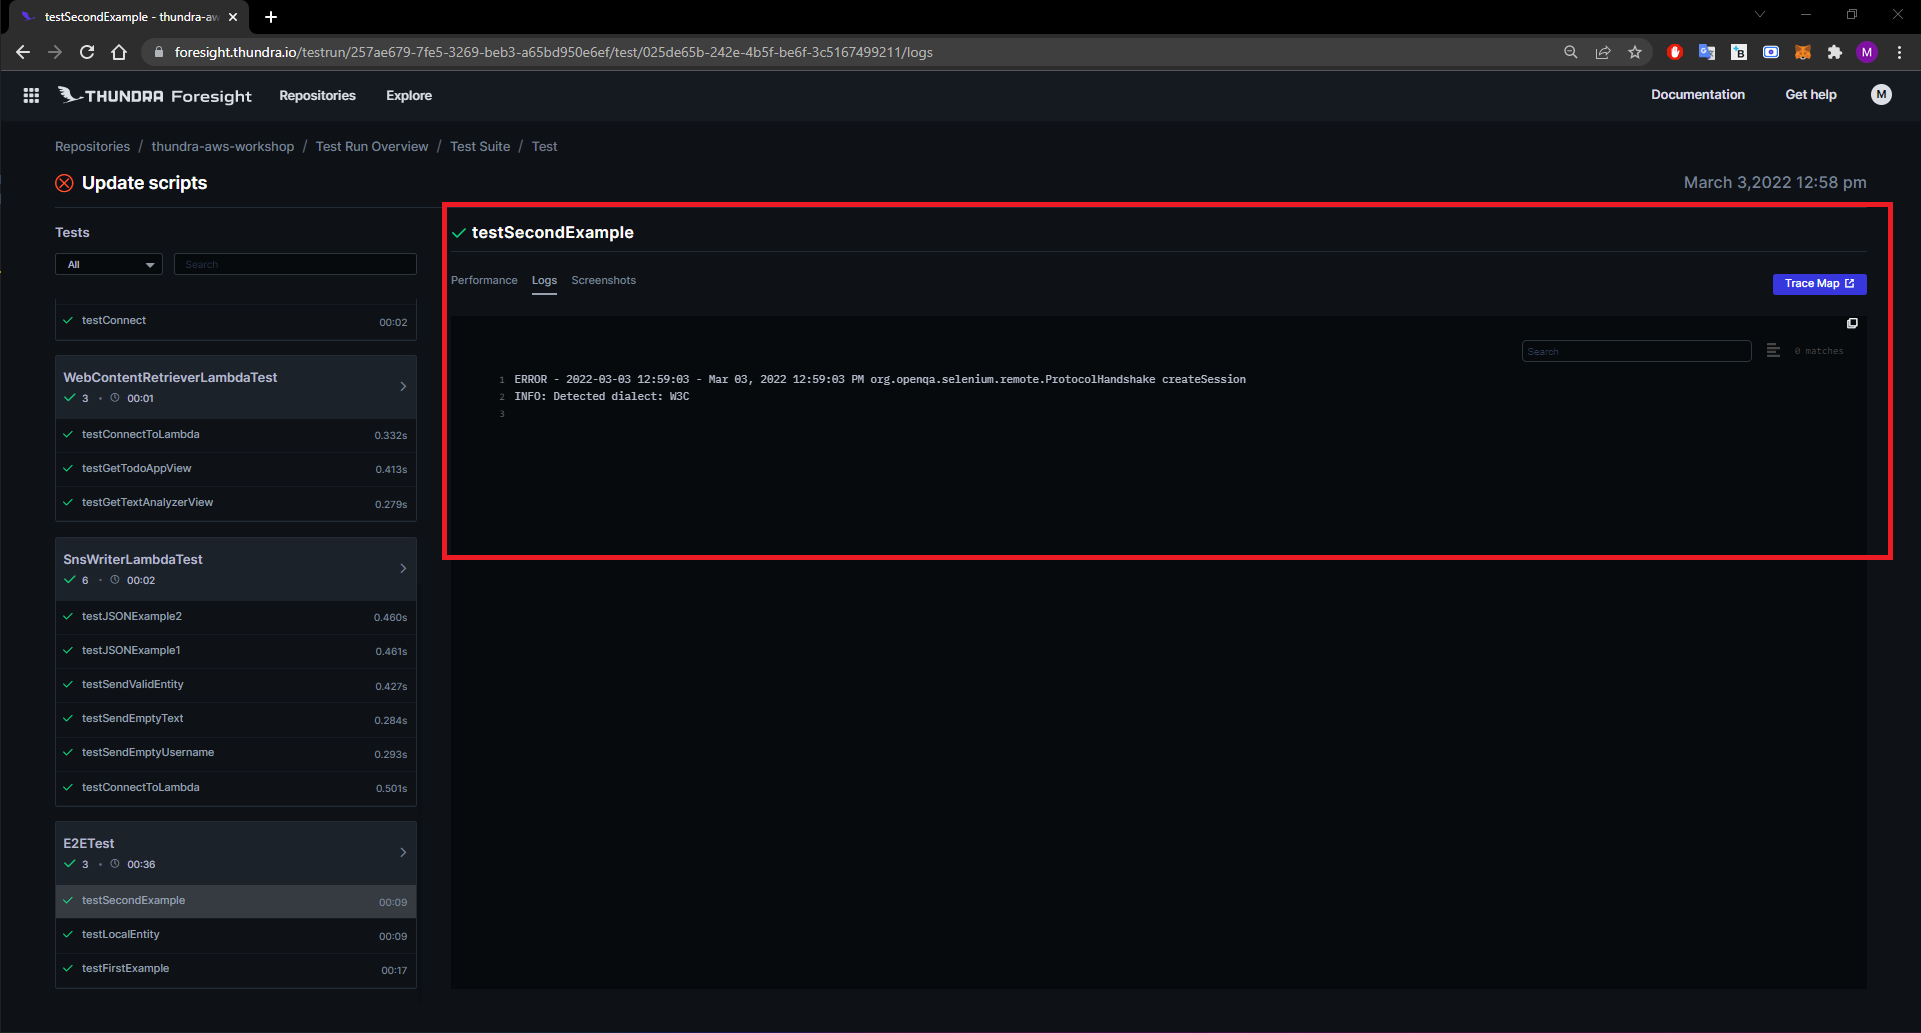 testSecondExample - thundra-aw
foresight.thundra.io/testrun/257ae679-7fe5-3269-beb3-a65bd950e6ef/test/025de65b-242e-4b5f-be6f-3c5167499211/logs
B
M
THUNDRA Foresight
Repositories
Explore
Documentation
Get help
M
Repositories / thundra-aws-workshop / Test Run Overview / Test Suite / Test
Update scripts
March 3,2022 12:58 pm
Tests
All
Search
testConnect 00:02
WebContentRetrieverLambdaTest
3 • 00:01
testConnectToLambda 0.332s
testGetTodoAppView 0.413s
testGetTextAnalyzerView 0.279s
SnsWriterLambdaTest
6 • 00:02
testJSONExample2 0.460s
testJSONExample1 0.461s
testSendValidEntity 0.427s
testSendEmptyText 0.284s
testSendEmptyUsername 0.293s
testConnectToLambda 0.501s
E2ETest
3 • 00:36
testSecondExample 00:09
testLocalEntity 00:09
testFirstExample 00:17
testSecondExample
Performance Logs Screenshots
Trace Map
Search
0 matches
1 ERROR - 2022-03-03 12:59:03 - Mar 03, 2022 12:59:03 PM org.openqa.selenium.remote.ProtocolHandshake createSession
2 INFO: Detected dialect: W3C
3